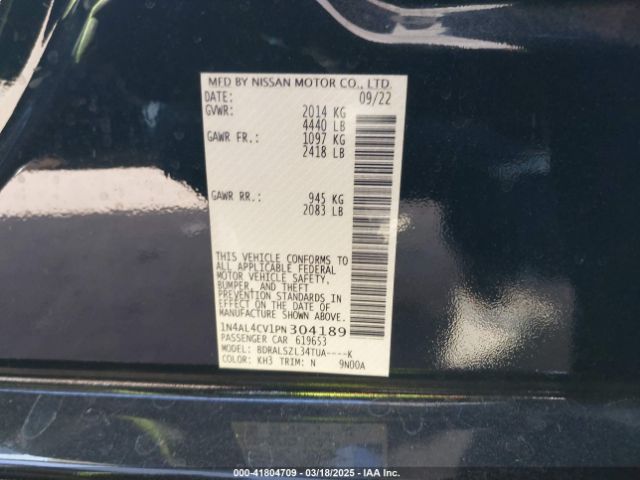 MFD BY NISSAN MOTOR CO., LTD.
DATE: 09/22
GVWR: 2014 KG
4440 LB
GAWR FR.: 1097 KG
2418 LB
GAWR RR.: 945 KG
2083 LB
THIS VEHICLE CONFORMS TO
ALL APPLICABLE FEDERAL
MOTOR VEHICLE SAFETY,
BUMPER, AND THEFT
PREVENTION STANDARDS IN
EFFECT ON THE DATE OF
MANUFACTURE SHOWN ABOVE.
1N4AL4CV1PN304189
PASSENGER CAR 619653
MODEL: BDRALSZL34TUA----K
COLOR: KH3 TRIM: N 9N00A
000-41804709 — 03/18/2025 — IAA Inc.